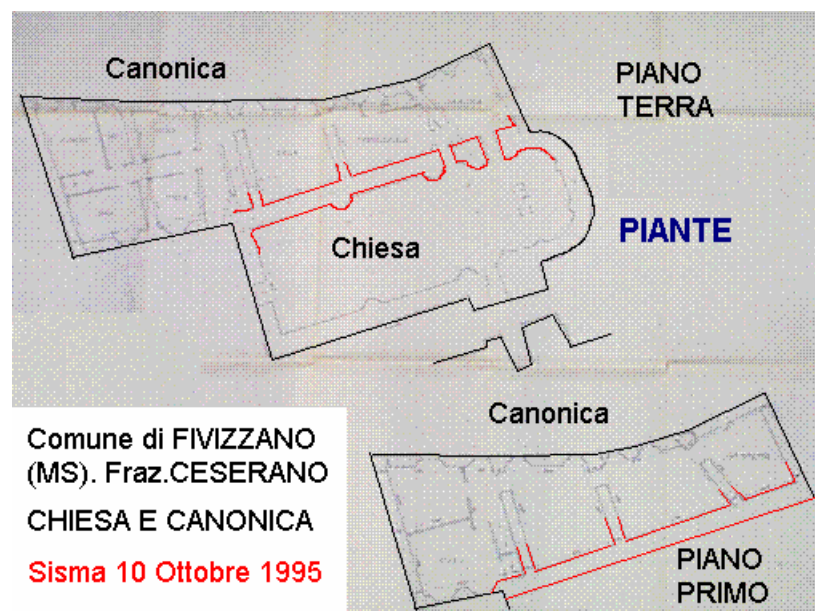 Canonica
PIANO
TERRA
PIANTE
Chiesa
Canonica
Comune di FIVIZZANO
(MS). Fraz.CESERANO
CHIESA E CANONICA
Sisma 10 Ottobre 1995
PIANO
PRIMO